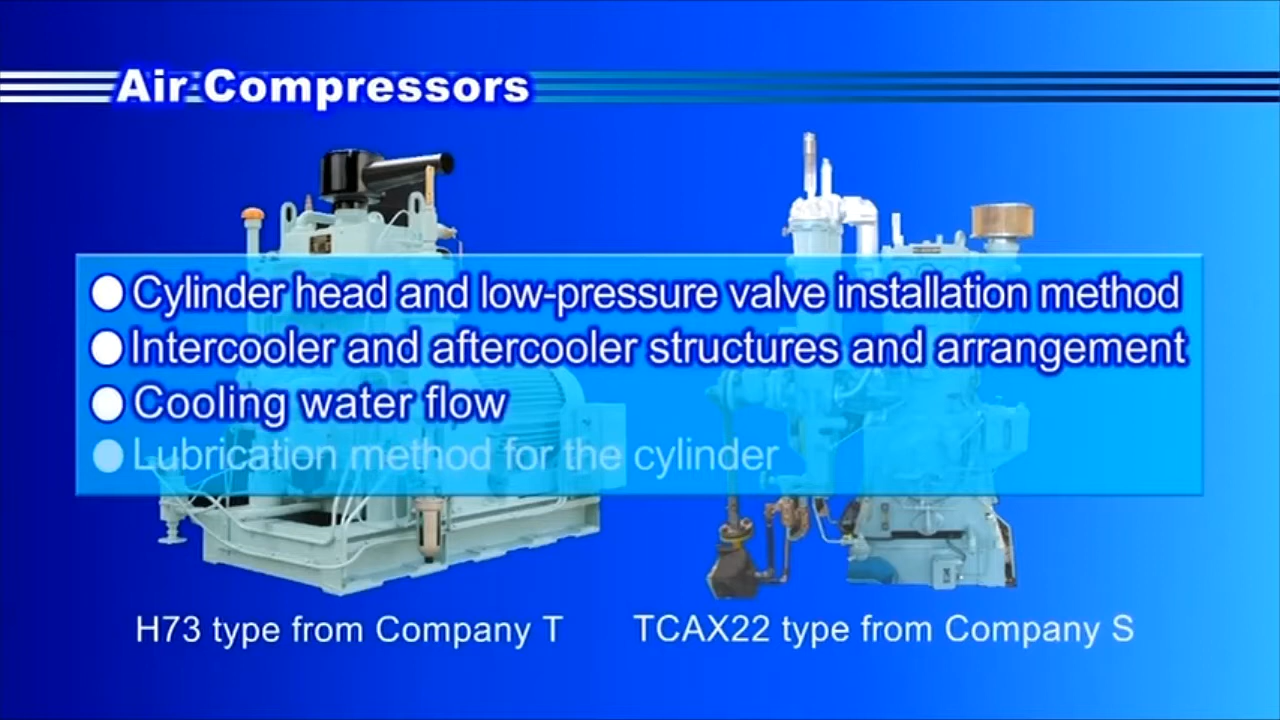 Air Compressors
● Cylinder head and low-pressure valve installation method
● Intercooler and aftercooler structures and arrangement
● Cooling water flow
● Lubrication method for the cylinder
H73 type from Company T
TCAX22 type from Company S